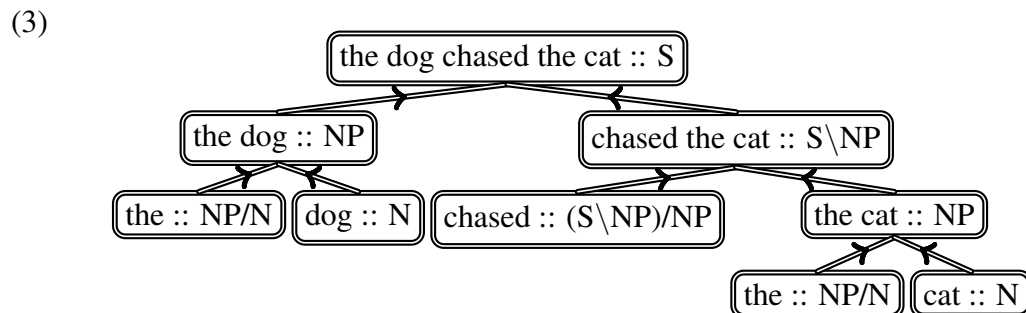 (3)
the dog chased the cat :: S
the dog :: NP chased the cat :: S\NP
the :: NP/N dog :: N chased :: (S\NP)/NP the cat :: NP
the :: NP/N cat :: N